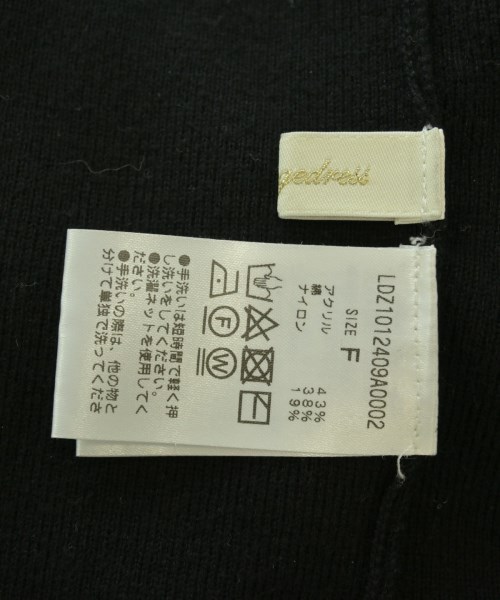 gedress
LDZ1012409A0002
SIZE F
アクリル 43%
綿 38%
ナイロン 19%
F
W
●手洗いは短時間で軽く押
し洗いをしてください。
●洗濯ネットを使用してく
ださい。
●手洗いの際は、他の物と
分けて単独で洗ってくださ